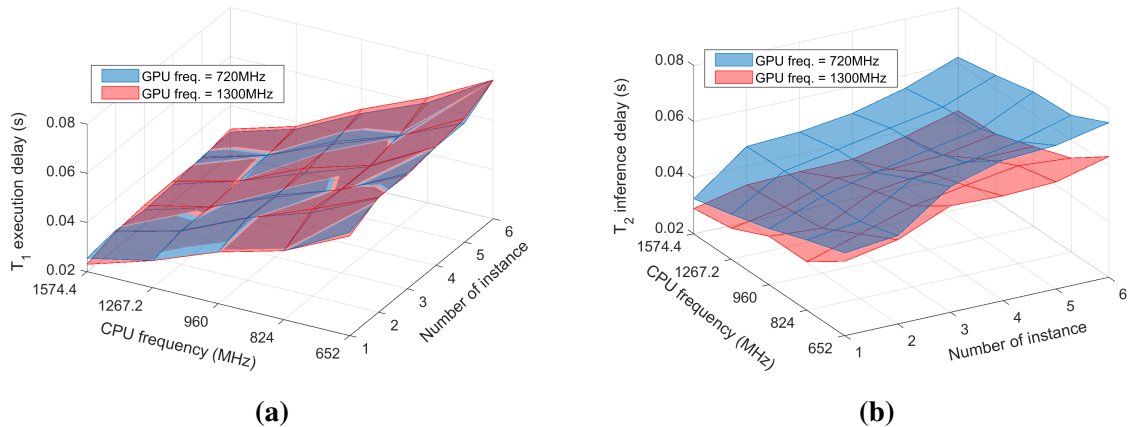 GPU freq. = 720MHz
GPU freq. = 1300MHz
T1 execution delay (s)
0.08
0.06
0.04
0.02
1574.4
1267.2
960
824
652
CPU frequency (MHz)
1
2
3
4
5
6
Number of instance
(a)
GPU freq. = 720MHz
GPU freq. = 1300MHz
T2 inference delay (s)
0.08
0.06
0.04
0.02
1574.4
1267.2
960
824
652
CPU frequency (MHz)
1
2
3
4
5
6
Number of instance
(b)